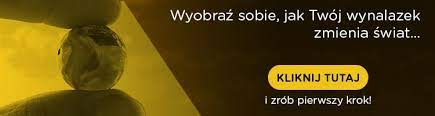 Wyobraź sobie, jak Twój wynalazek
zmienia świat...
KLIKNIJ TUTAJ
i zrób pierwszy krok!